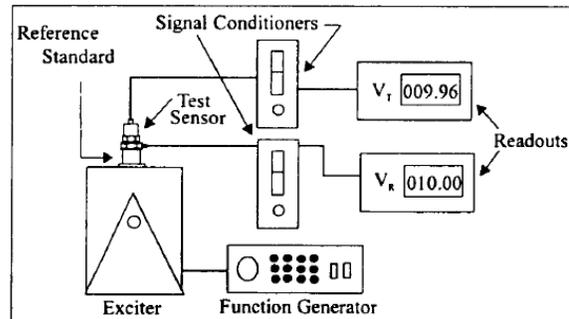 Reference
Standard
Signal Conditioners
Test
Sensor
V_T 009.96
Readouts
V_R 010.00
Exciter
Function Generator